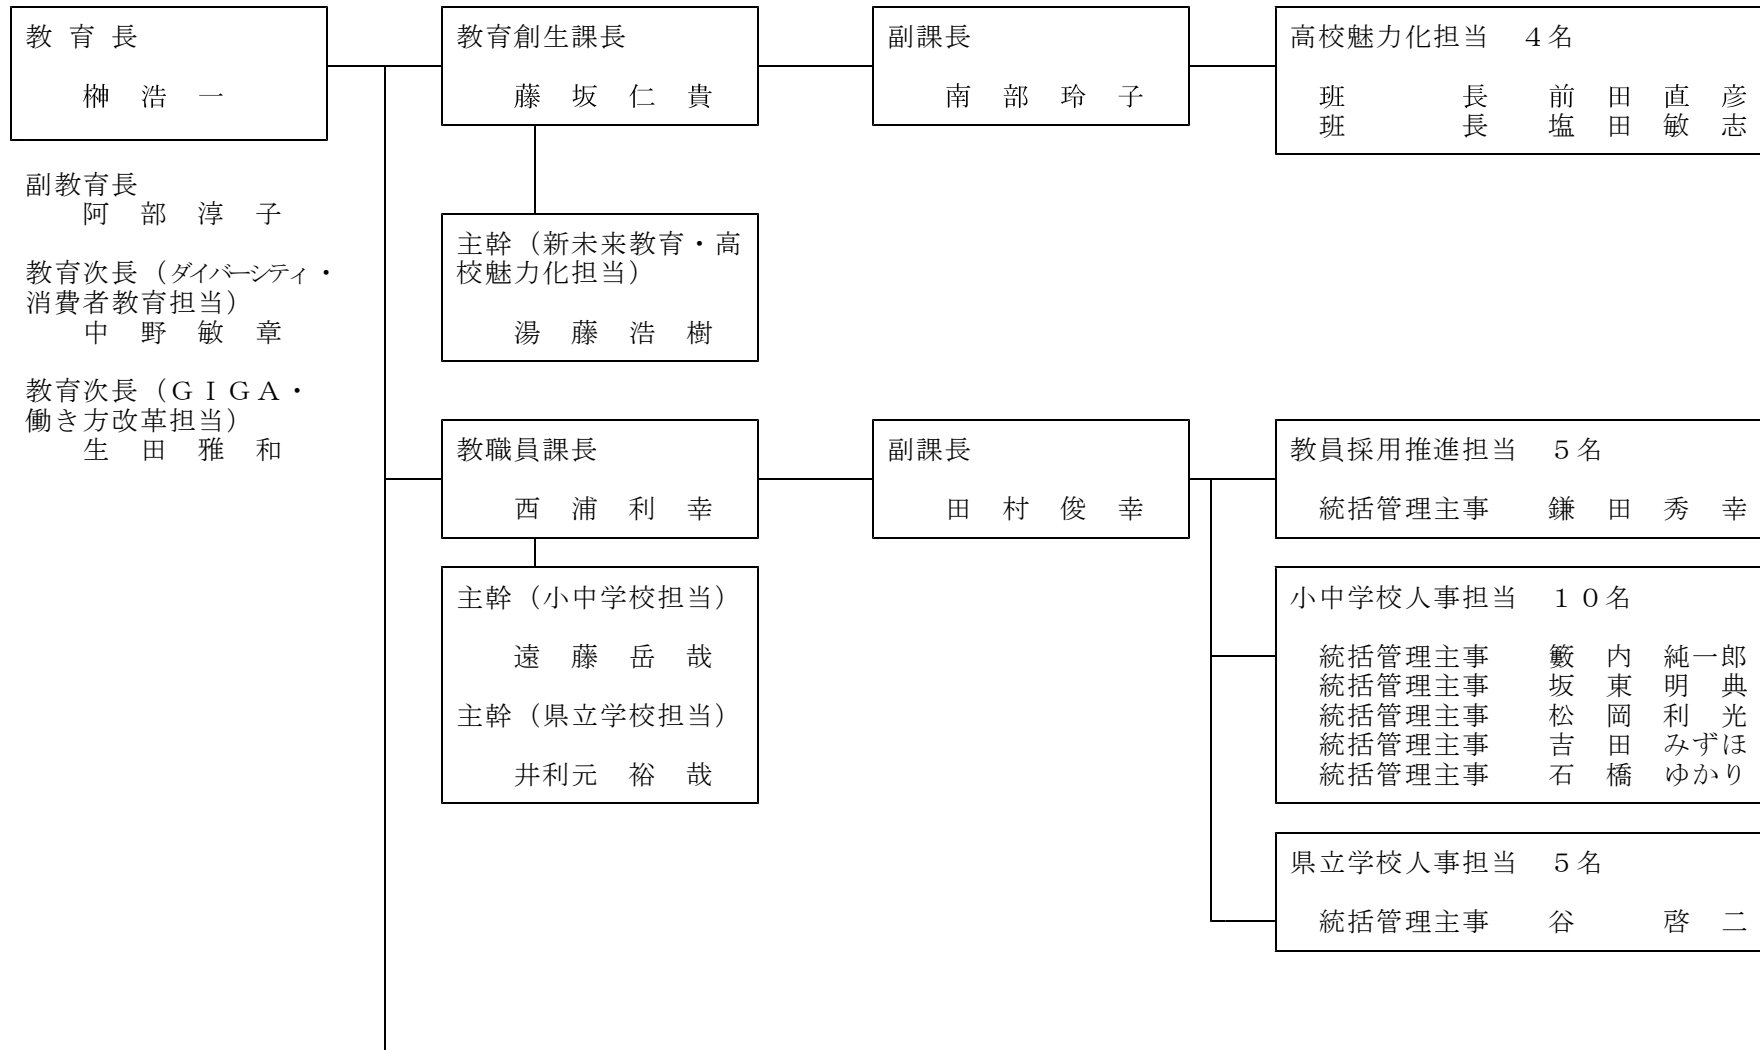 教 育 長
榊 浩 一
副教育長
阿 部 淳 子
教育次長（ダイバーシティ・
消費者教育担当）
中 野 敏 章
教育次長（ＧＩＧＡ・
働き方改革担当）
生 田 雅 和
教育創生課長
藤 坂 仁 貴
主幹（新未来教育・高
校魅力化担当）
湯 藤 浩 樹
副課長
南 部 玲 子
高校魅力化担当　４名
班　　　　長　前 田 直 彦
班　　　　長　塩 田 敏 志
教職員課長
西 浦 利 幸
主幹（小中学校担当）
遠 藤 岳 哉
主幹（県立学校担当）
井利元 裕 哉
副課長
田 村 俊 幸
教員採用推進担当　５名
統括管理主事　鎌 田 秀 幸
小中学校人事担当　１０名
統括管理主事　籔 内 純一郎
統括管理主事　坂 東 明 典
統括管理主事　松 岡 利 光
統括管理主事　吉 田 みずほ
統括管理主事　石 橋 ゆかり
県立学校人事担当　５名
統括管理主事　谷 　 啓 二